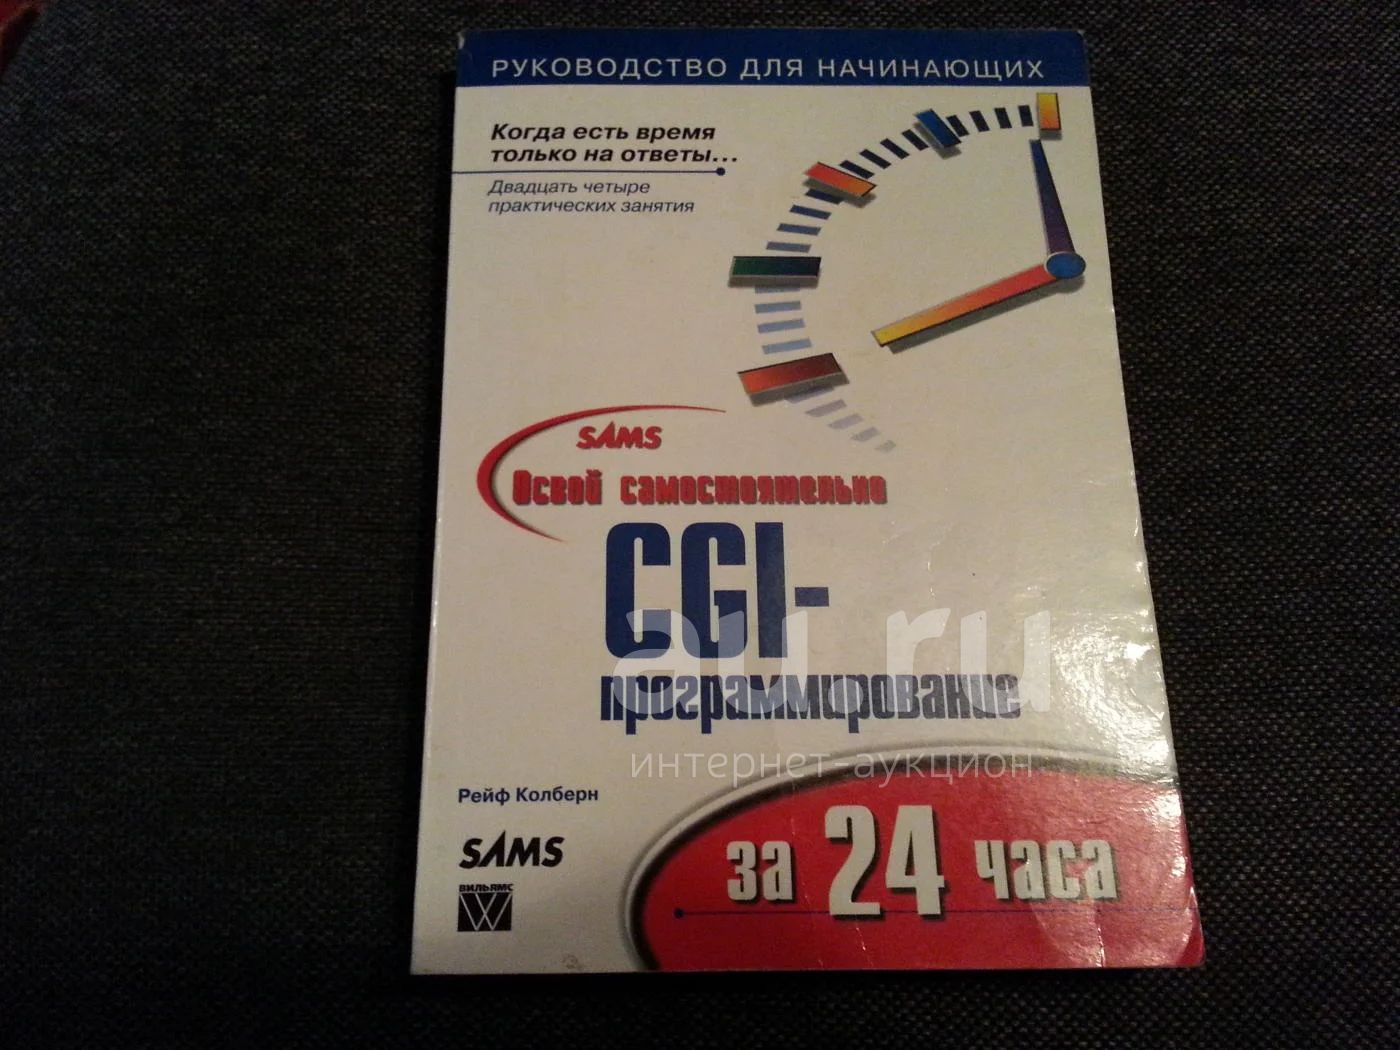 РУКОВОДСТВО ДЛЯ НАЧИНАЮЩИХ
Когда есть время
только на ответы...
Двадцать четыре
практических занятия
SAMS
Освой самостоятельно
CGI-
программирование
au.ru
интернет-аукцион
Рейф Колберн
SAMS
ВИЛЬЯМС
W
за 24 часа